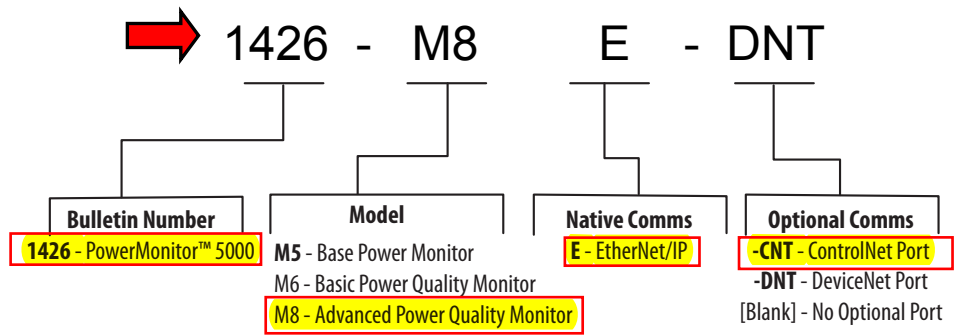 1426 - M8 E - DNT
Bulletin Number
1426 - PowerMonitor™ 5000
Model
M5 - Base Power Monitor
M6 - Basic Power Quality Monitor
M8 - Advanced Power Quality Monitor
Native Comms
E - EtherNet/IP
Optional Comms
-CNT - ControlNet Port
-DNT - DeviceNet Port
[Blank] - No Optional Port